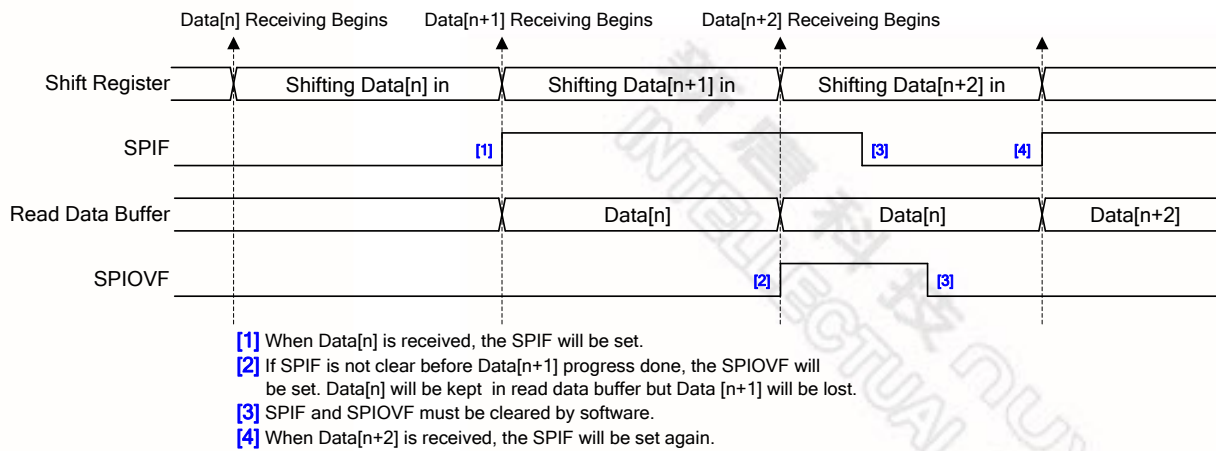 Data[n] Receiving Begins Data[n+1] Receiving Begins Data[n+2] Receiveing Begins
Shift Register Shifting Data[n] in Shifting Data[n+1] in Shifting Data[n+2] in
SPIF [1] [3] [4]
Read Data Buffer Data[n] Data[n] Data[n+2]
SPIOVF [2] [3]
[1] When Data[n] is received, the SPIF will be set.
[2] If SPIF is not clear before Data[n+1] progress done, the SPIOVF will
be set. Data[n] will be kept in read data buffer but Data [n+1] will be lost.
[3] SPIF and SPIOVF must be cleared by software.
[4] When Data[n+2] is received, the SPIF will be set again.
新唐科技
INTELLECTUAL